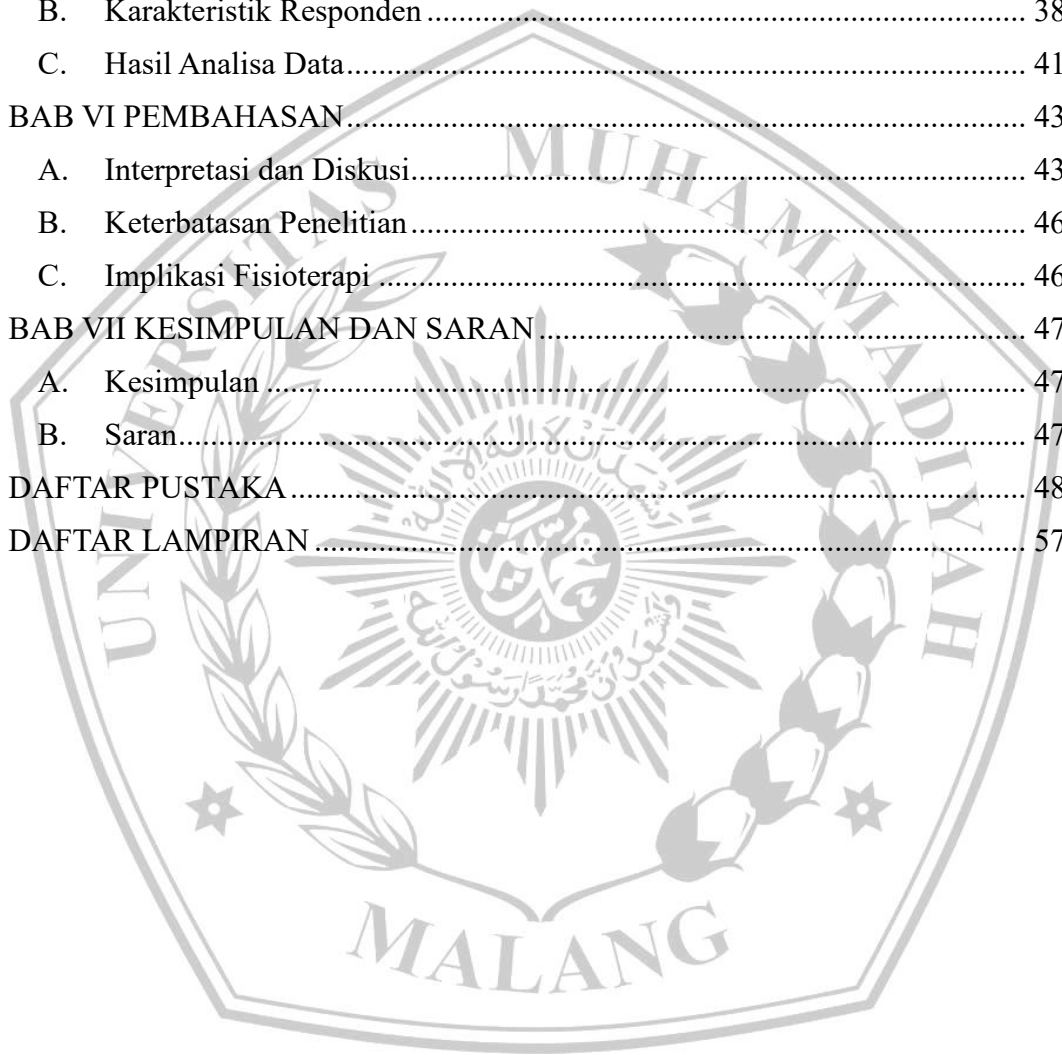 B. Karakteristik Responden ........ 38
C. Hasil Analisa Data ........ 41
BAB VI PEMBAHASAN ........ 43
A. Interpretasi dan Diskusi ........ 43
B. Keterbatasan Penelitian ........ 46
C. Implikasi Fisioterapi ........ 46
BAB VII KESIMPULAN DAN SARAN ........ 47
A. Kesimpulan ........ 47
B. Saran ........ 47
DAFTAR PUSTAKA ........ 48
DAFTAR LAMPIRAN ........ 57
UNIVERSITAS MUHAMMADIYAH
MALANG